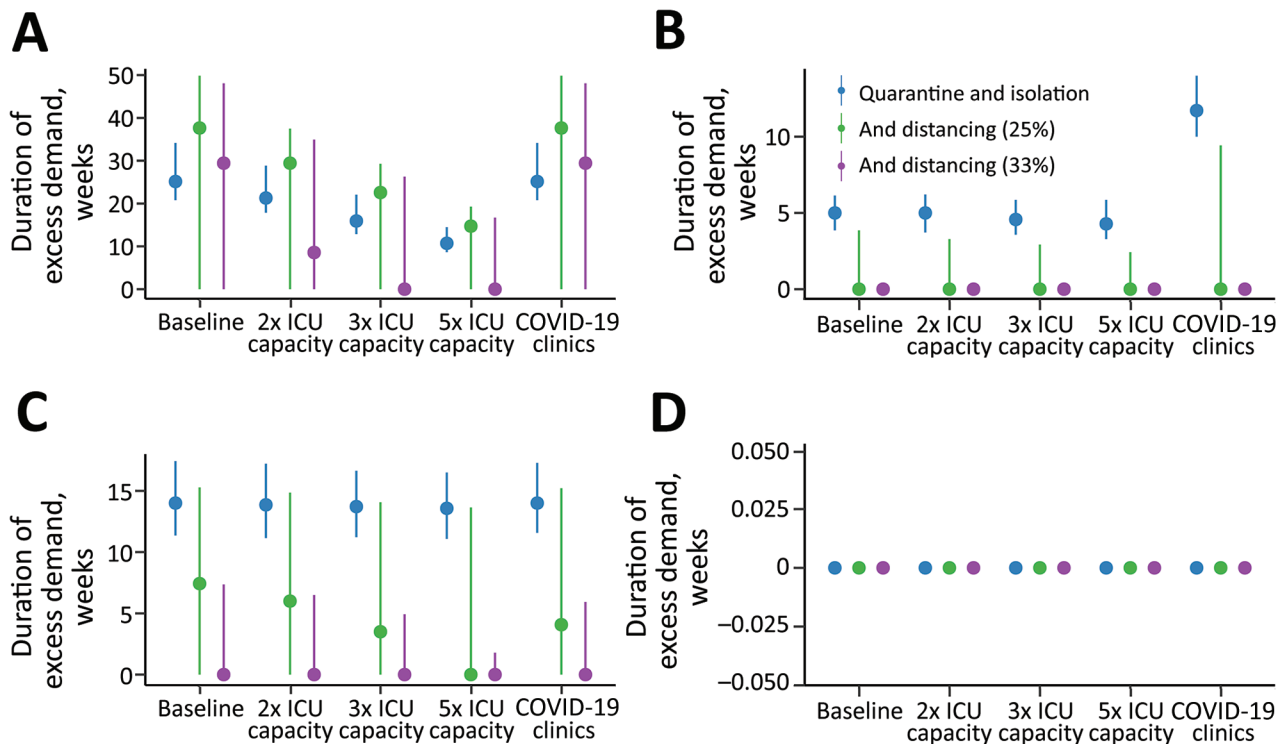 A
Duration of
excess demand,
weeks
50
40
30
20
10
0
Baseline
2x ICU
capacity
3x ICU
capacity
5x ICU
capacity
COVID-19
clinics
B
Duration of
excess demand,
weeks
10
5
0
Quarantine and isolation
And distancing (25%)
And distancing (33%)
Baseline
2x ICU
capacity
3x ICU
capacity
5x ICU
capacity
COVID-19
clinics
C
Duration of
excess demand,
weeks
15
10
5
0
Baseline
2x ICU
capacity
3x ICU
capacity
5x ICU
capacity
COVID-19
clinics
D
Duration of
excess demand,
weeks
0.050
0.025
0
–0.025
–0.050
Baseline
2x ICU
capacity
3x ICU
capacity
5x ICU
capacity
COVID-19
clinics